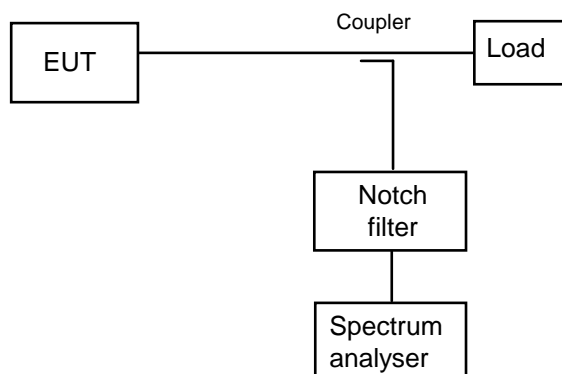 Coupler
EUT
Load
Notch
filter
Spectrum
analyser